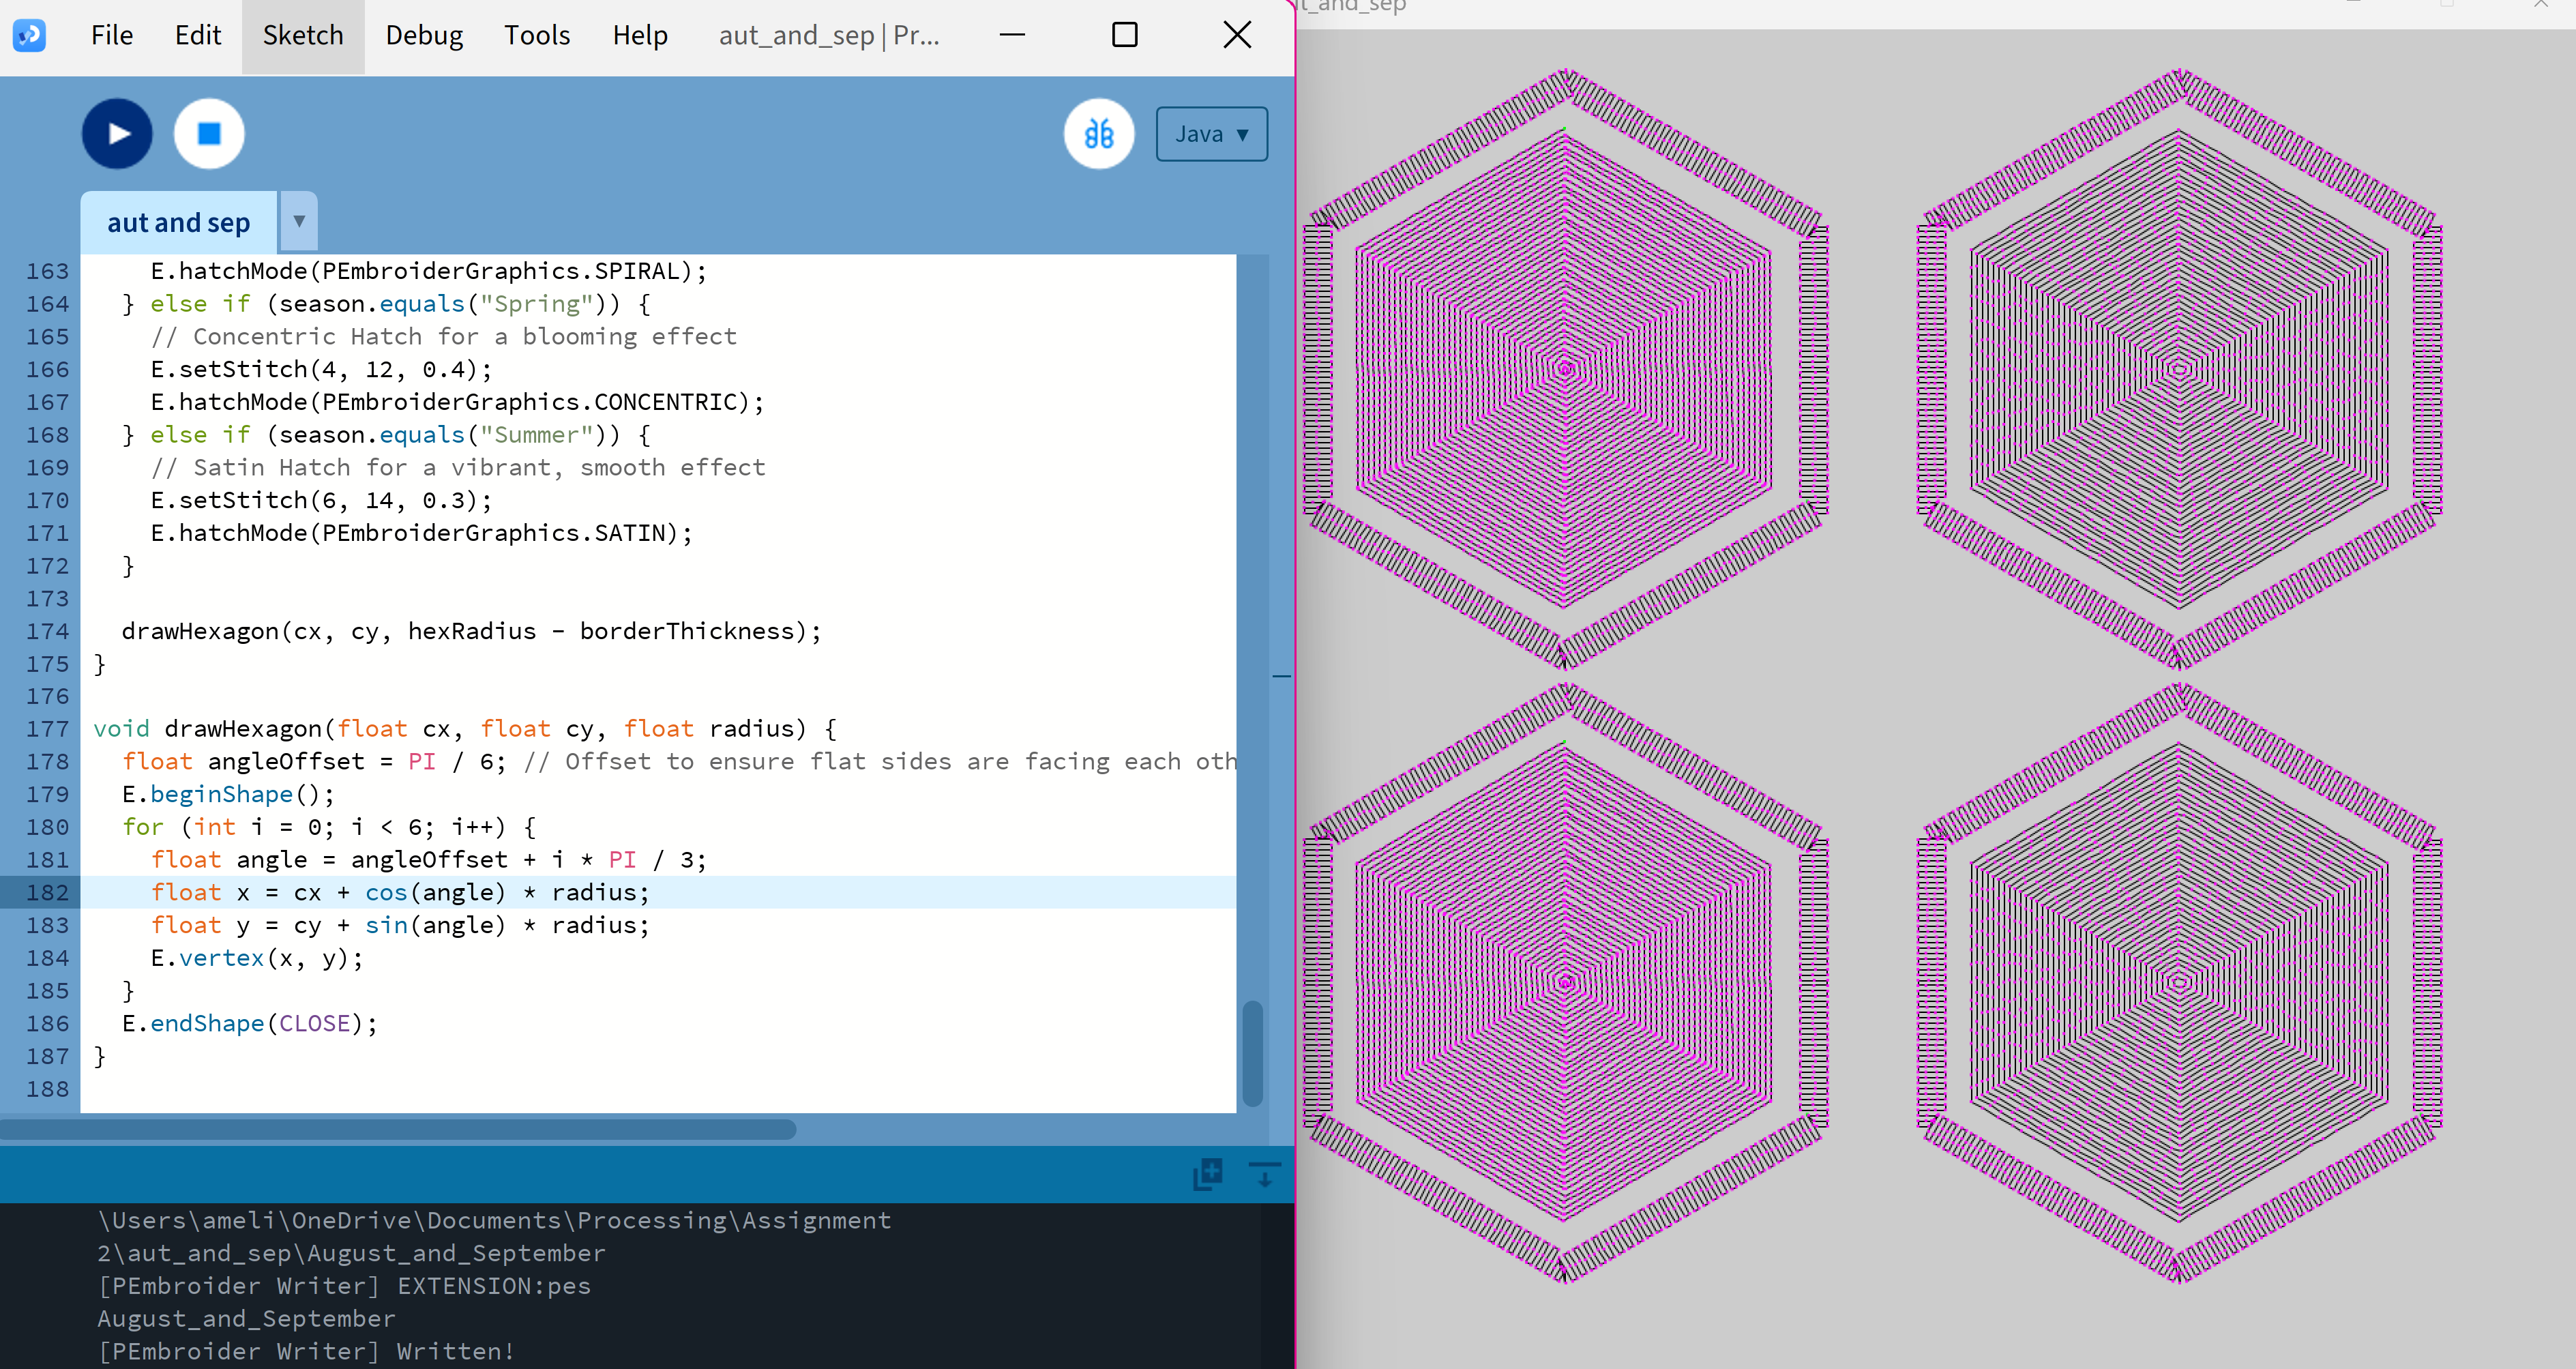 File Edit Sketch Debug Tools Help aut_and_sep | Pr...
t_and_sep
Java ▼
aut and sep ▼
163 E.hatchMode(PEmbroiderGraphics.SPIRAL);
164 } else if (season.equals("Spring")) {
165 // Concentric Hatch for a blooming effect
166 E.setStitch(4, 12, 0.4);
167 E.hatchMode(PEmbroiderGraphics.CONCENTRIC);
168 } else if (season.equals("Summer")) {
169 // Satin Hatch for a vibrant, smooth effect
170 E.setStitch(6, 14, 0.3);
171 E.hatchMode(PEmbroiderGraphics.SATIN);
172 }
173
174 drawHexagon(cx, cy, hexRadius - borderThickness);
175 }
176
177 void drawHexagon(float cx, float cy, float radius) {
178 float angleOffset = PI / 6; // Offset to ensure flat sides are facing each oth
179 E.beginShape();
180 for (int i = 0; i < 6; i++) {
181 float angle = angleOffset + i * PI / 3;
182 float x = cx + cos(angle) * radius;
183 float y = cy + sin(angle) * radius;
184 E.vertex(x, y);
185 }
186 E.endShape(CLOSE);
187 }
188
\Users\ameli\OneDrive\Documents\Processing\Assignment
2\aut_and_sep\August_and_September
[PEmbroider Writer] EXTENSION:pes
August_and_September
[PEmbroider Writer] Written!